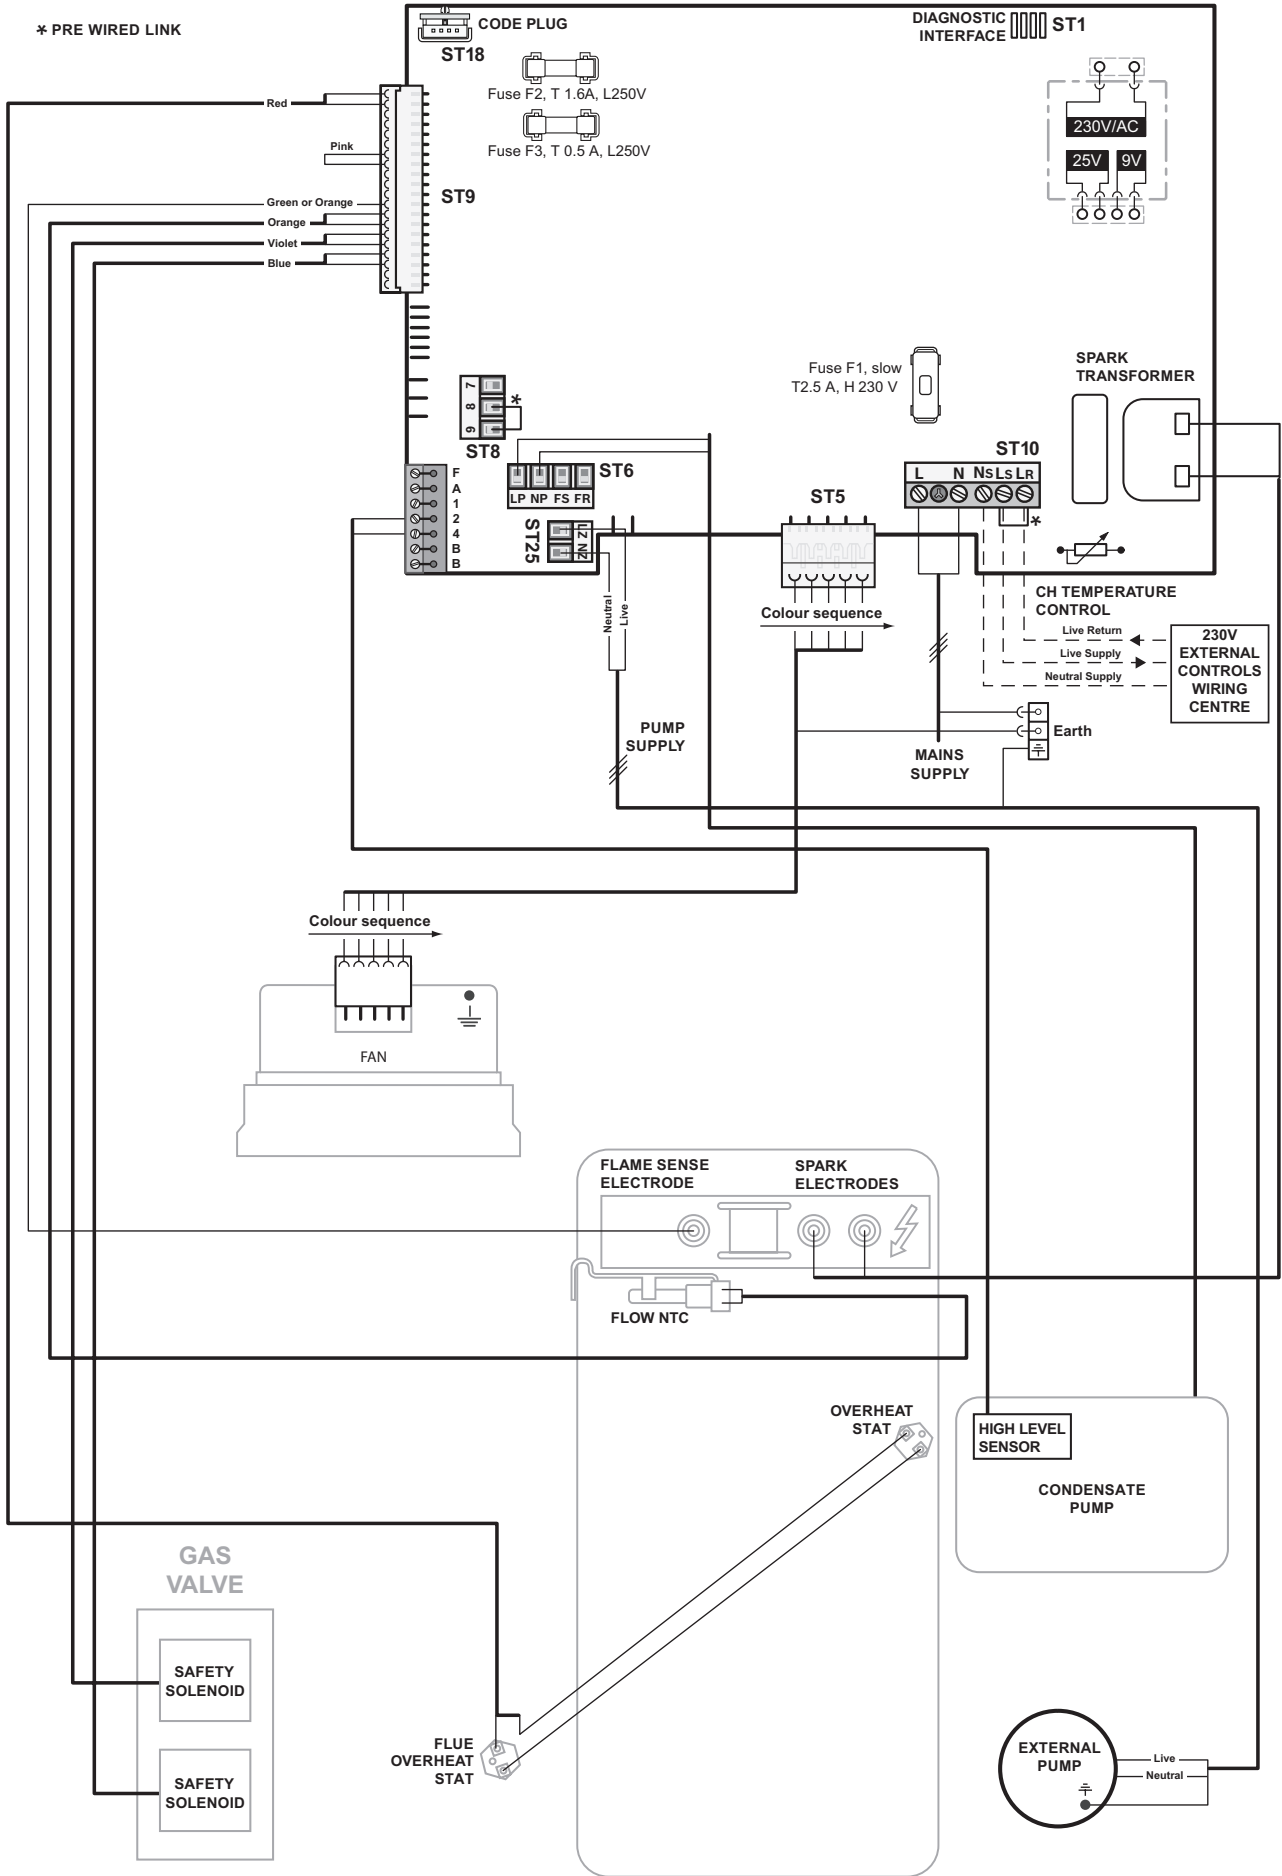 * PRE WIRED LINK
CODE PLUG
ST18
DIAGNOSTIC
INTERFACE
ST1
Fuse F2, T 1.6A, L250V
Fuse F3, T 0.5 A, L250V
230V/AC
25V 9V
Red
Pink
ST9
Green or Orange
Orange
Violet
Blue
Fuse F1, slow
T2.5 A, H 230 V
SPARK
TRANSFORMER
7
8
9
*
ST8
ST6
LP NP FS FR
ST25
LZ NZ
F
A
1
2
4
B
B
ST5
ST10
L N NS LS LR
*
Colour sequence
Neutral
Live
CH TEMPERATURE
CONTROL
Live Return
Live Supply
Neutral Supply
230V
EXTERNAL
CONTROLS
WIRING
CENTRE
PUMP
SUPPLY
MAINS
SUPPLY
Earth
Colour sequence
FAN
FLAME SENSE
ELECTRODE
SPARK
ELECTRODES
FLOW NTC
OVERHEAT
STAT
HIGH LEVEL
SENSOR
CONDENSATE
PUMP
GAS
VALVE
SAFETY
SOLENOID
SAFETY
SOLENOID
FLUE
OVERHEAT
STAT
EXTERNAL
PUMP
Live
Neutral